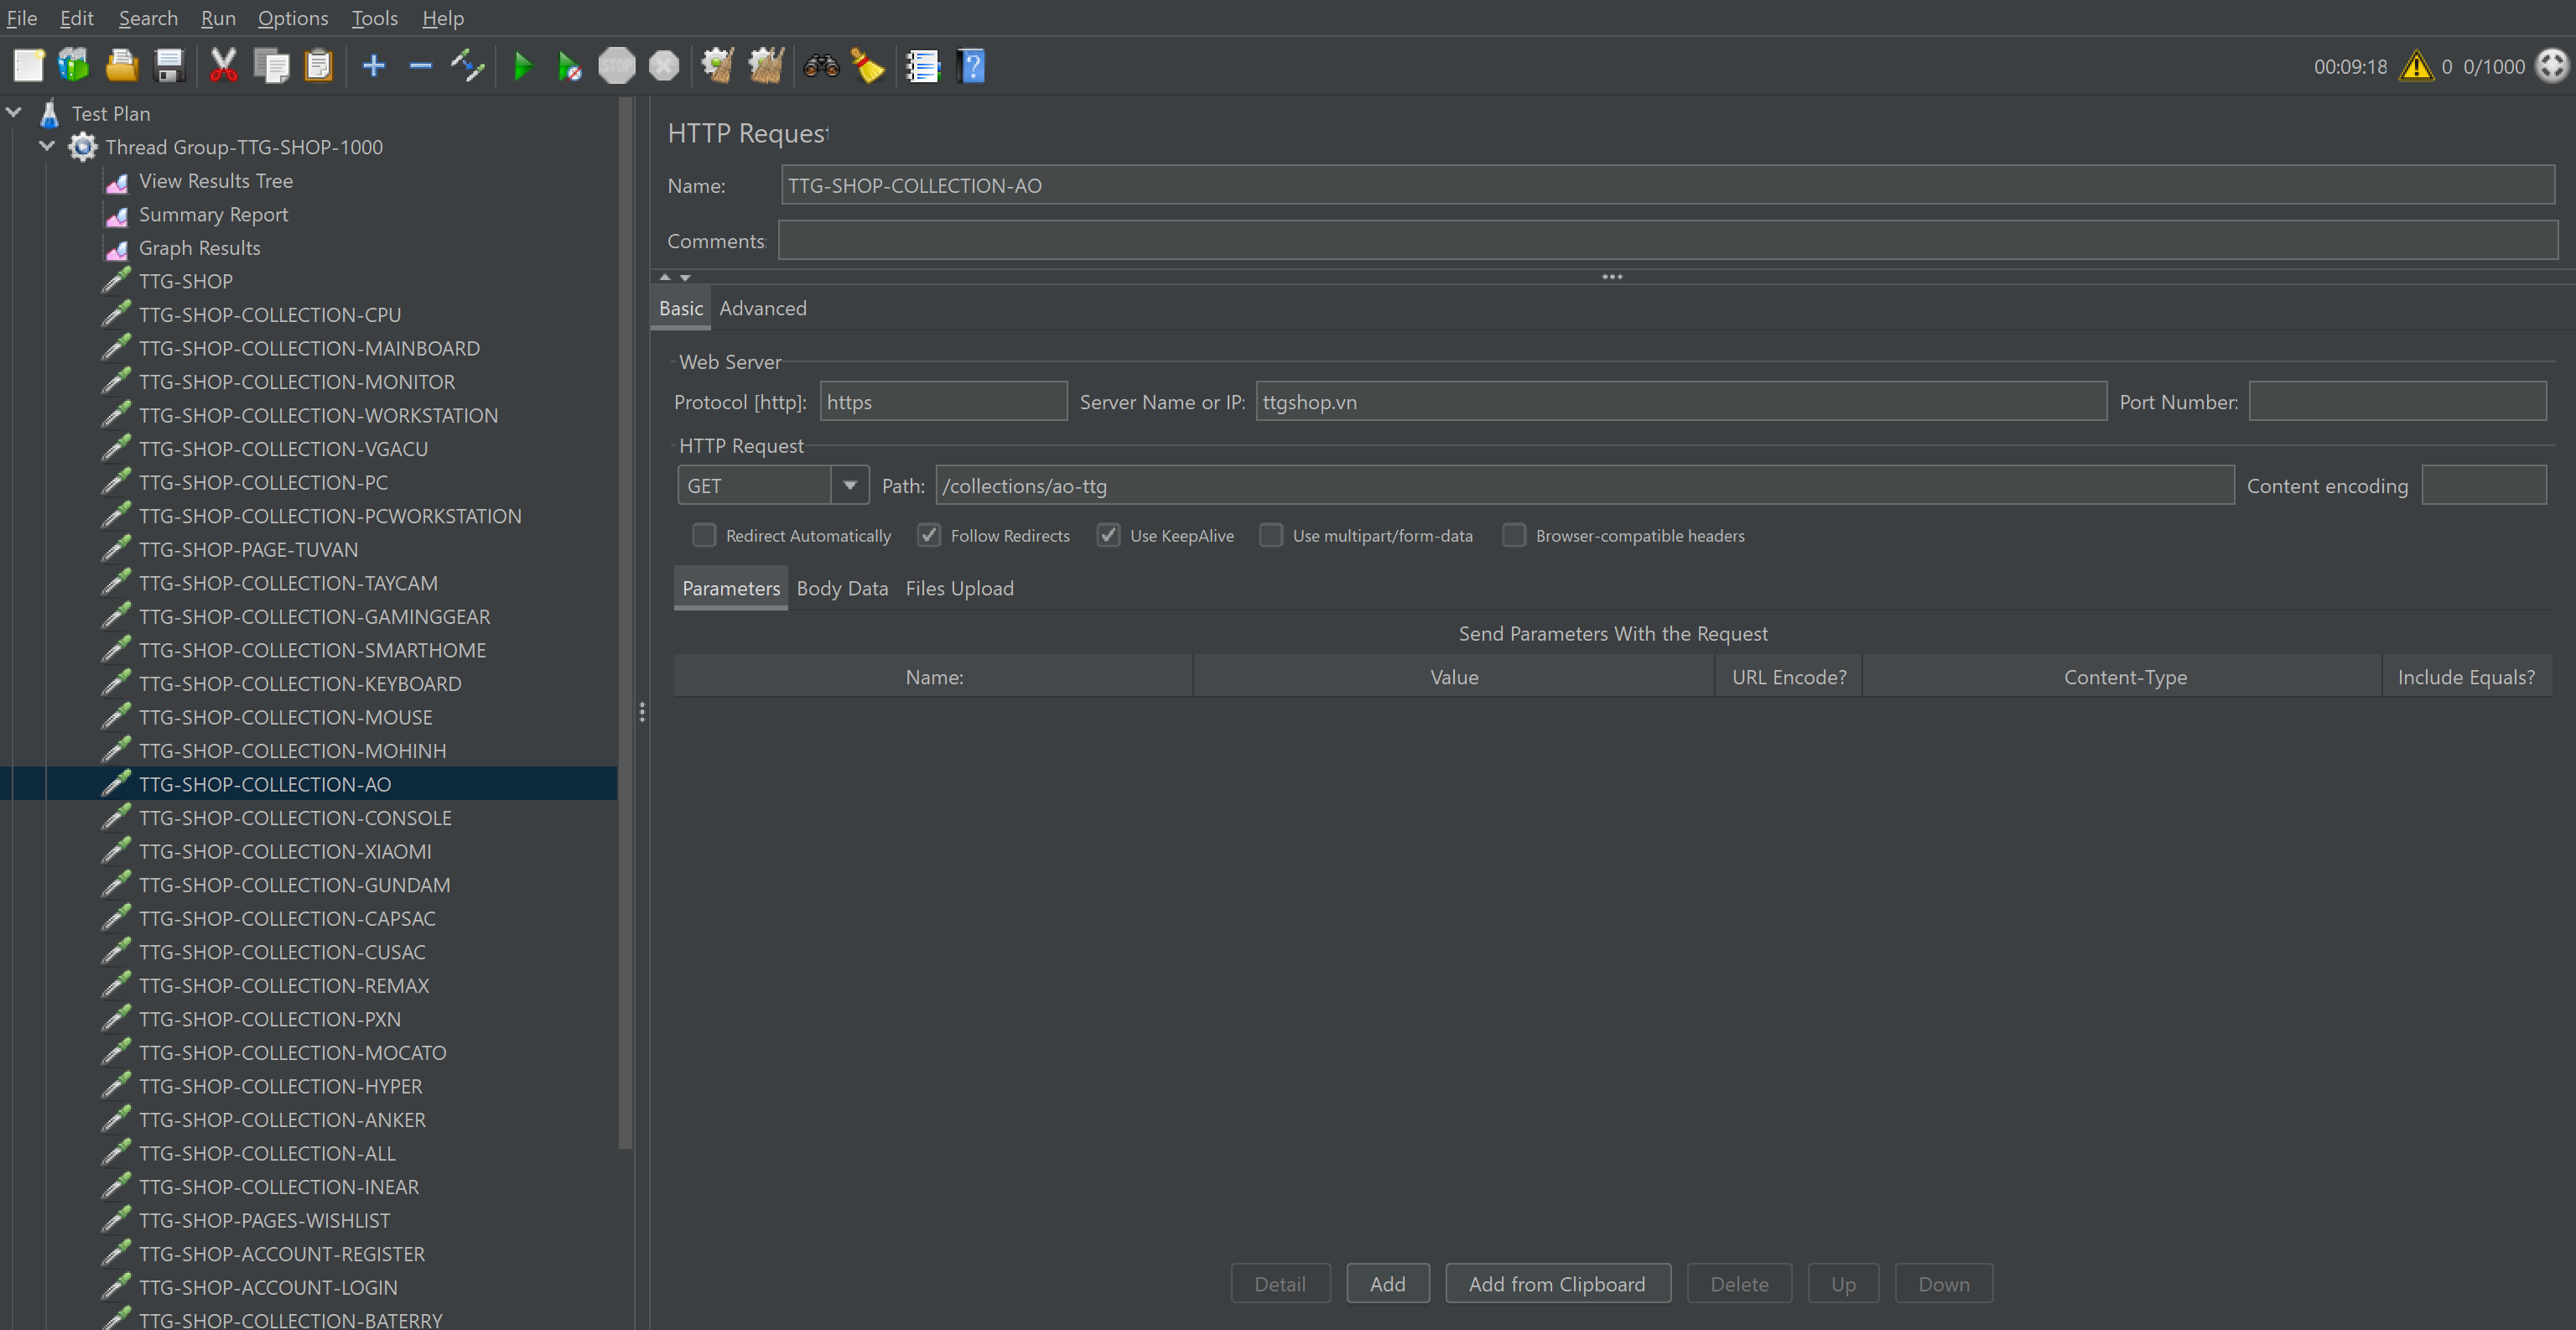 File Edit Search Run Options Tools Help
STOP
00:09:18 0 0/1000
Test Plan
Thread Group-TTG-SHOP-1000
View Results Tree
Summary Report
Graph Results
TTG-SHOP
TTG-SHOP-COLLECTION-CPU
TTG-SHOP-COLLECTION-MAINBOARD
TTG-SHOP-COLLECTION-MONITOR
TTG-SHOP-COLLECTION-WORKSTATION
TTG-SHOP-COLLECTION-VGACU
TTG-SHOP-COLLECTION-PC
TTG-SHOP-COLLECTION-PCWORKSTATION
TTG-SHOP-PAGE-TUVAN
TTG-SHOP-COLLECTION-TAYCAM
TTG-SHOP-COLLECTION-GAMINGGEAR
TTG-SHOP-COLLECTION-SMARTHOME
TTG-SHOP-COLLECTION-KEYBOARD
TTG-SHOP-COLLECTION-MOUSE
TTG-SHOP-COLLECTION-MOHINH
TTG-SHOP-COLLECTION-AO
TTG-SHOP-COLLECTION-CONSOLE
TTG-SHOP-COLLECTION-XIAOMI
TTG-SHOP-COLLECTION-GUNDAM
TTG-SHOP-COLLECTION-CAPSAC
TTG-SHOP-COLLECTION-CUSAC
TTG-SHOP-COLLECTION-REMAX
TTG-SHOP-COLLECTION-PXN
TTG-SHOP-COLLECTION-MOCATO
TTG-SHOP-COLLECTION-HYPER
TTG-SHOP-COLLECTION-ANKER
TTG-SHOP-COLLECTION-ALL
TTG-SHOP-COLLECTION-INEAR
TTG-SHOP-PAGES-WISHLIST
TTG-SHOP-ACCOUNT-REGISTER
TTG-SHOP-ACCOUNT-LOGIN
TTG-SHOP-COLLECTION-BATERRY
HTTP Request
Name: TTG-SHOP-COLLECTION-AO
Comments:
Basic Advanced
Web Server
Protocol [http]: https Server Name or IP: ttgshop.vn Port Number:
HTTP Request
GET Path: /collections/ao-ttg Content encoding
Redirect Automatically Follow Redirects Use KeepAlive Use multipart/form-data Browser-compatible headers
Parameters Body Data Files Upload
Send Parameters With the Request
Name: Value URL Encode? Content-Type Include Equals?
Detail Add Add from Clipboard Delete Up Down